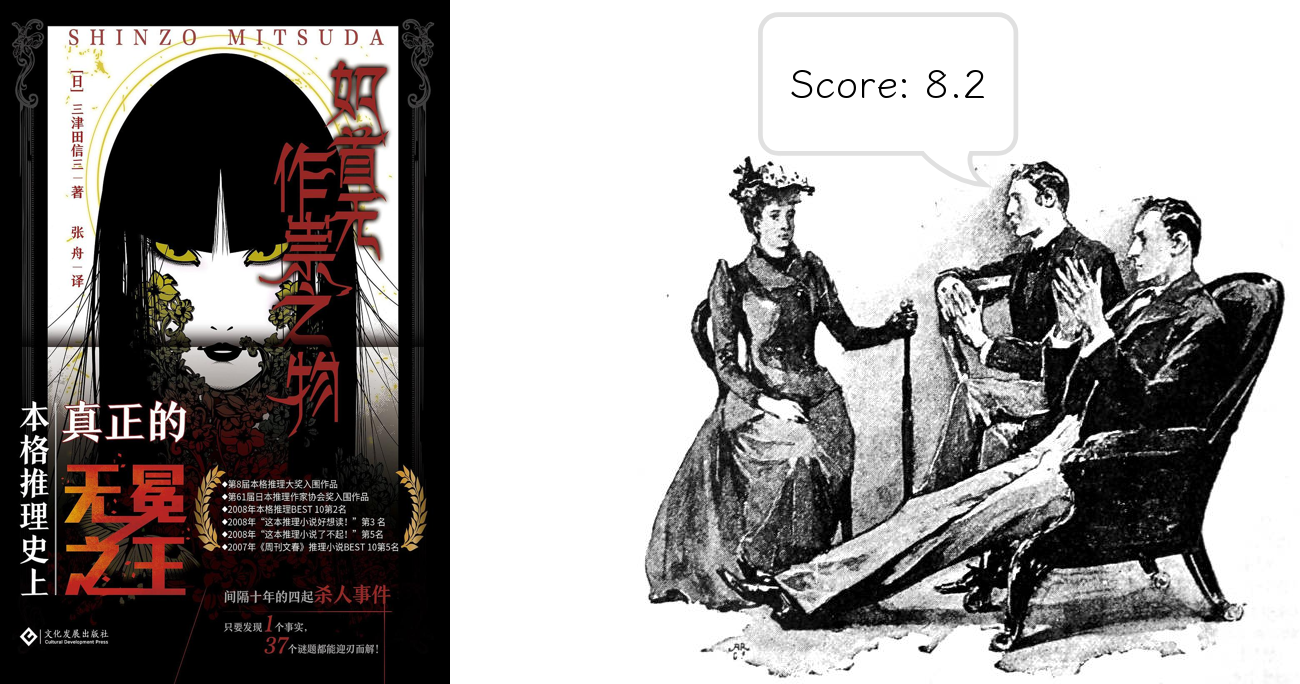 SHINZO MITSUDA
如首无
作祟之物
[日] 三津田信三 — 著
张舟 — 译
本格推理史上
真正的
无冕
之王
◆第8届本格推理大奖入围作品
◆第61届日本推理作家协会奖入围作品
◆2008年本格推理BEST 10第2名
◆2008年“这本推理小说好想读！”第3 名
◆2008年“这本推理小说了不起！”第5名
◆2007年《周刊文春》推理小说BEST 10第5名
间隔十年的四起杀人事件
只要发现1个事实，
37个谜题都能迎刃而解！
文化发展出版社
Cultural Development Press
Score: 8.2